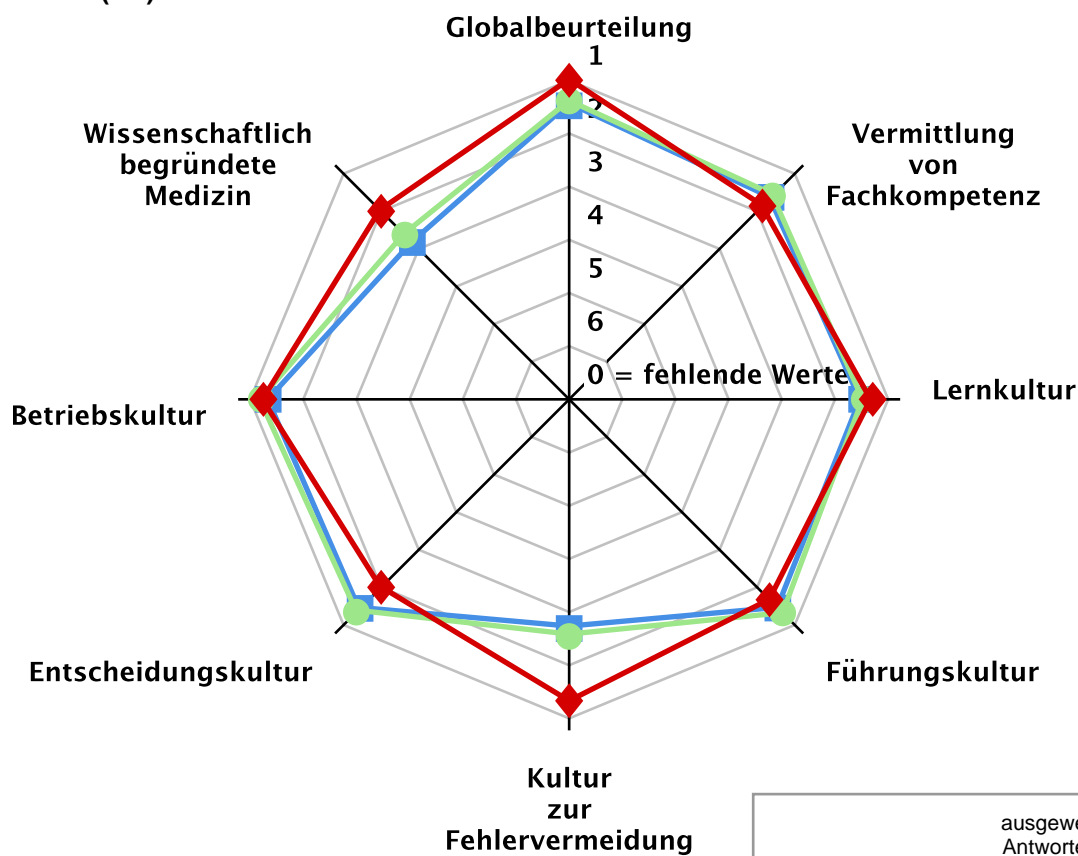 Globalbeurteilung
1
2
3
4
5
6
0 = fehlende Werte
Vermittlung
von
Fachkompetenz
Lernkultur
Führungskultur
Kultur
zur
Fehlervermeidung
Entscheidungskultur
Betriebskultur
Wissenschaftlich
begründete
Medizin